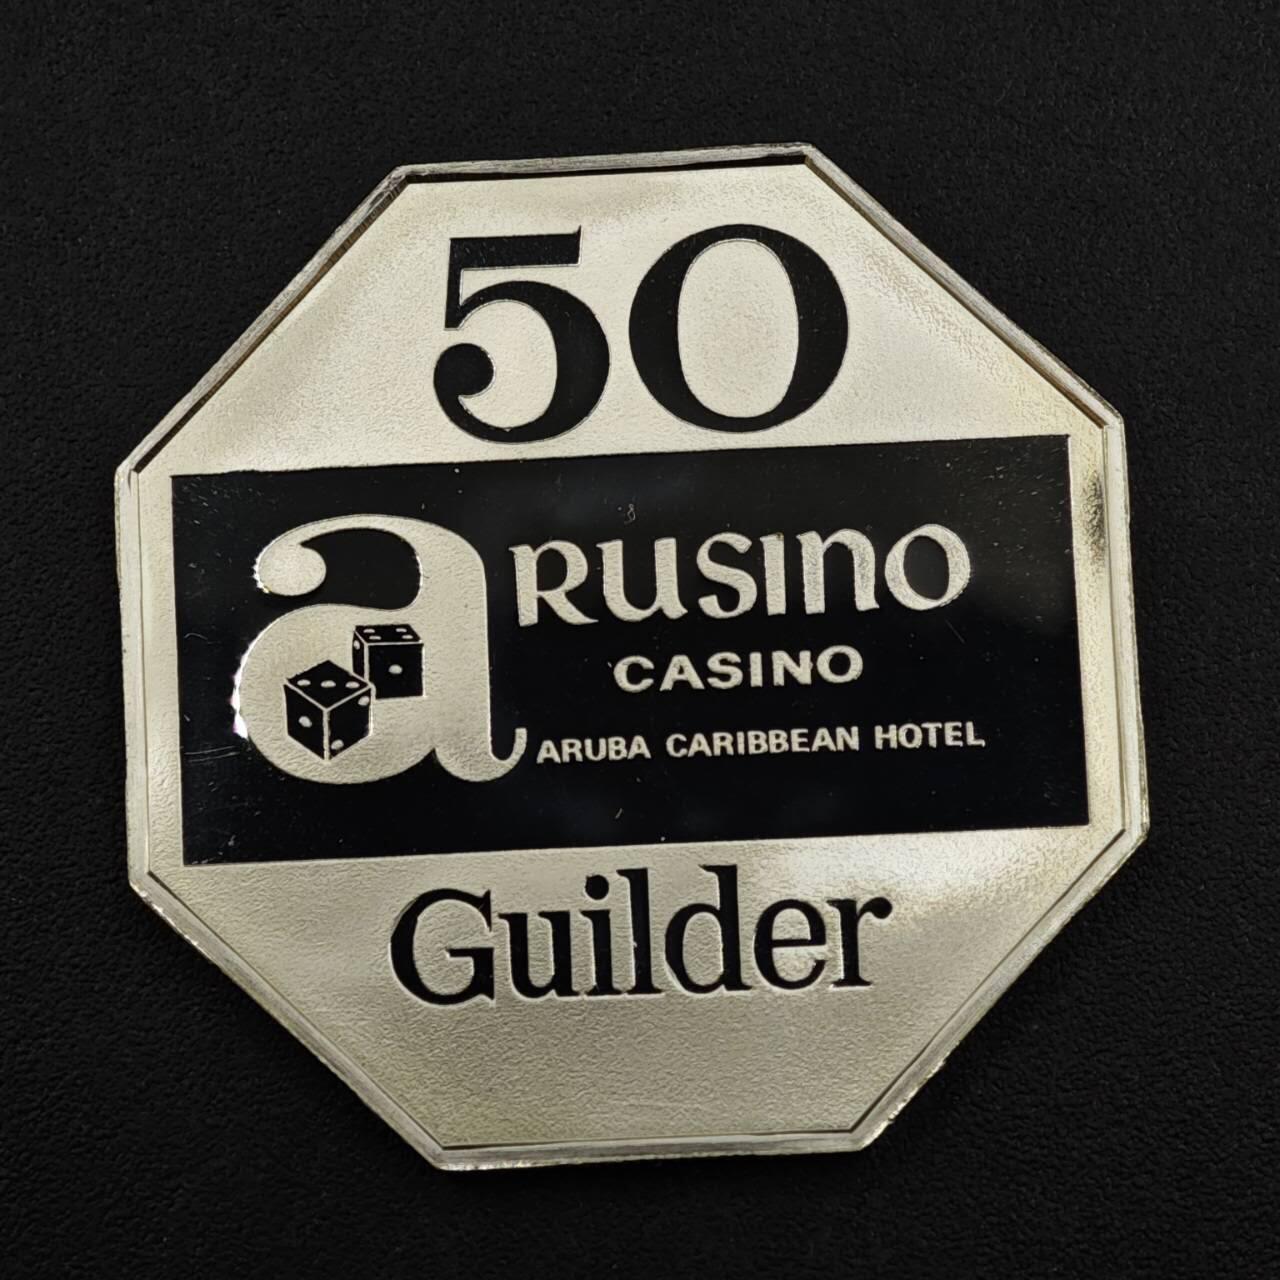 50
aRUSINO
CASINO
ARUBA CARIBBEAN HOTEL
Guilder